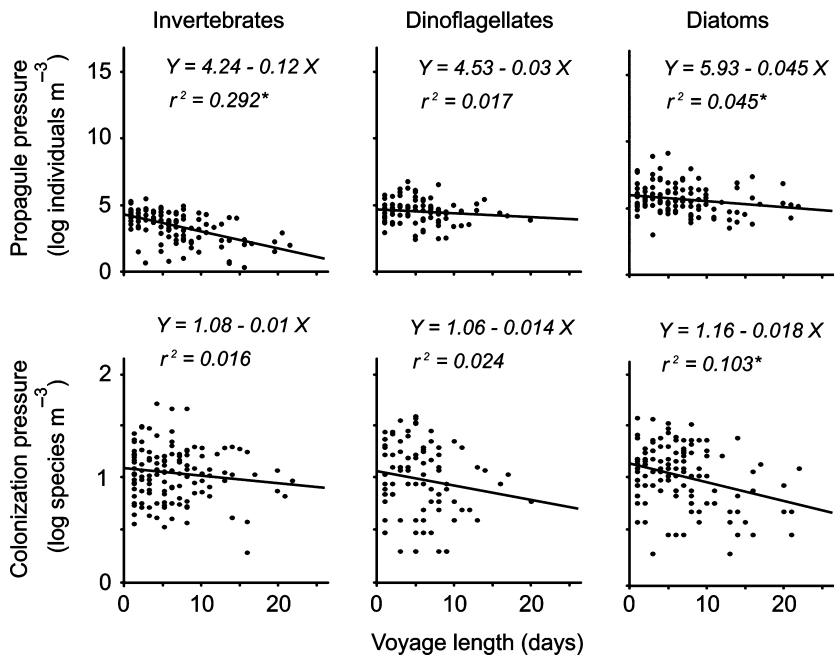 Invertebrates
Dinoflagellates
Diatoms
Propagule pressure
(log individuals m⁻³)
15
10
5
0
Y = 4.24 - 0.12 X
r² = 0.292*
Y = 4.53 - 0.03 X
r² = 0.017
Y = 5.93 - 0.045 X
r² = 0.045*
Colonization pressure
(log species m⁻³)
2
1
0
Y = 1.08 - 0.01 X
r² = 0.016
Y = 1.06 - 0.014 X
r² = 0.024
Y = 1.16 - 0.018 X
r² = 0.103*
0 10 20
0 10 20
0 10 20
Voyage length (days)